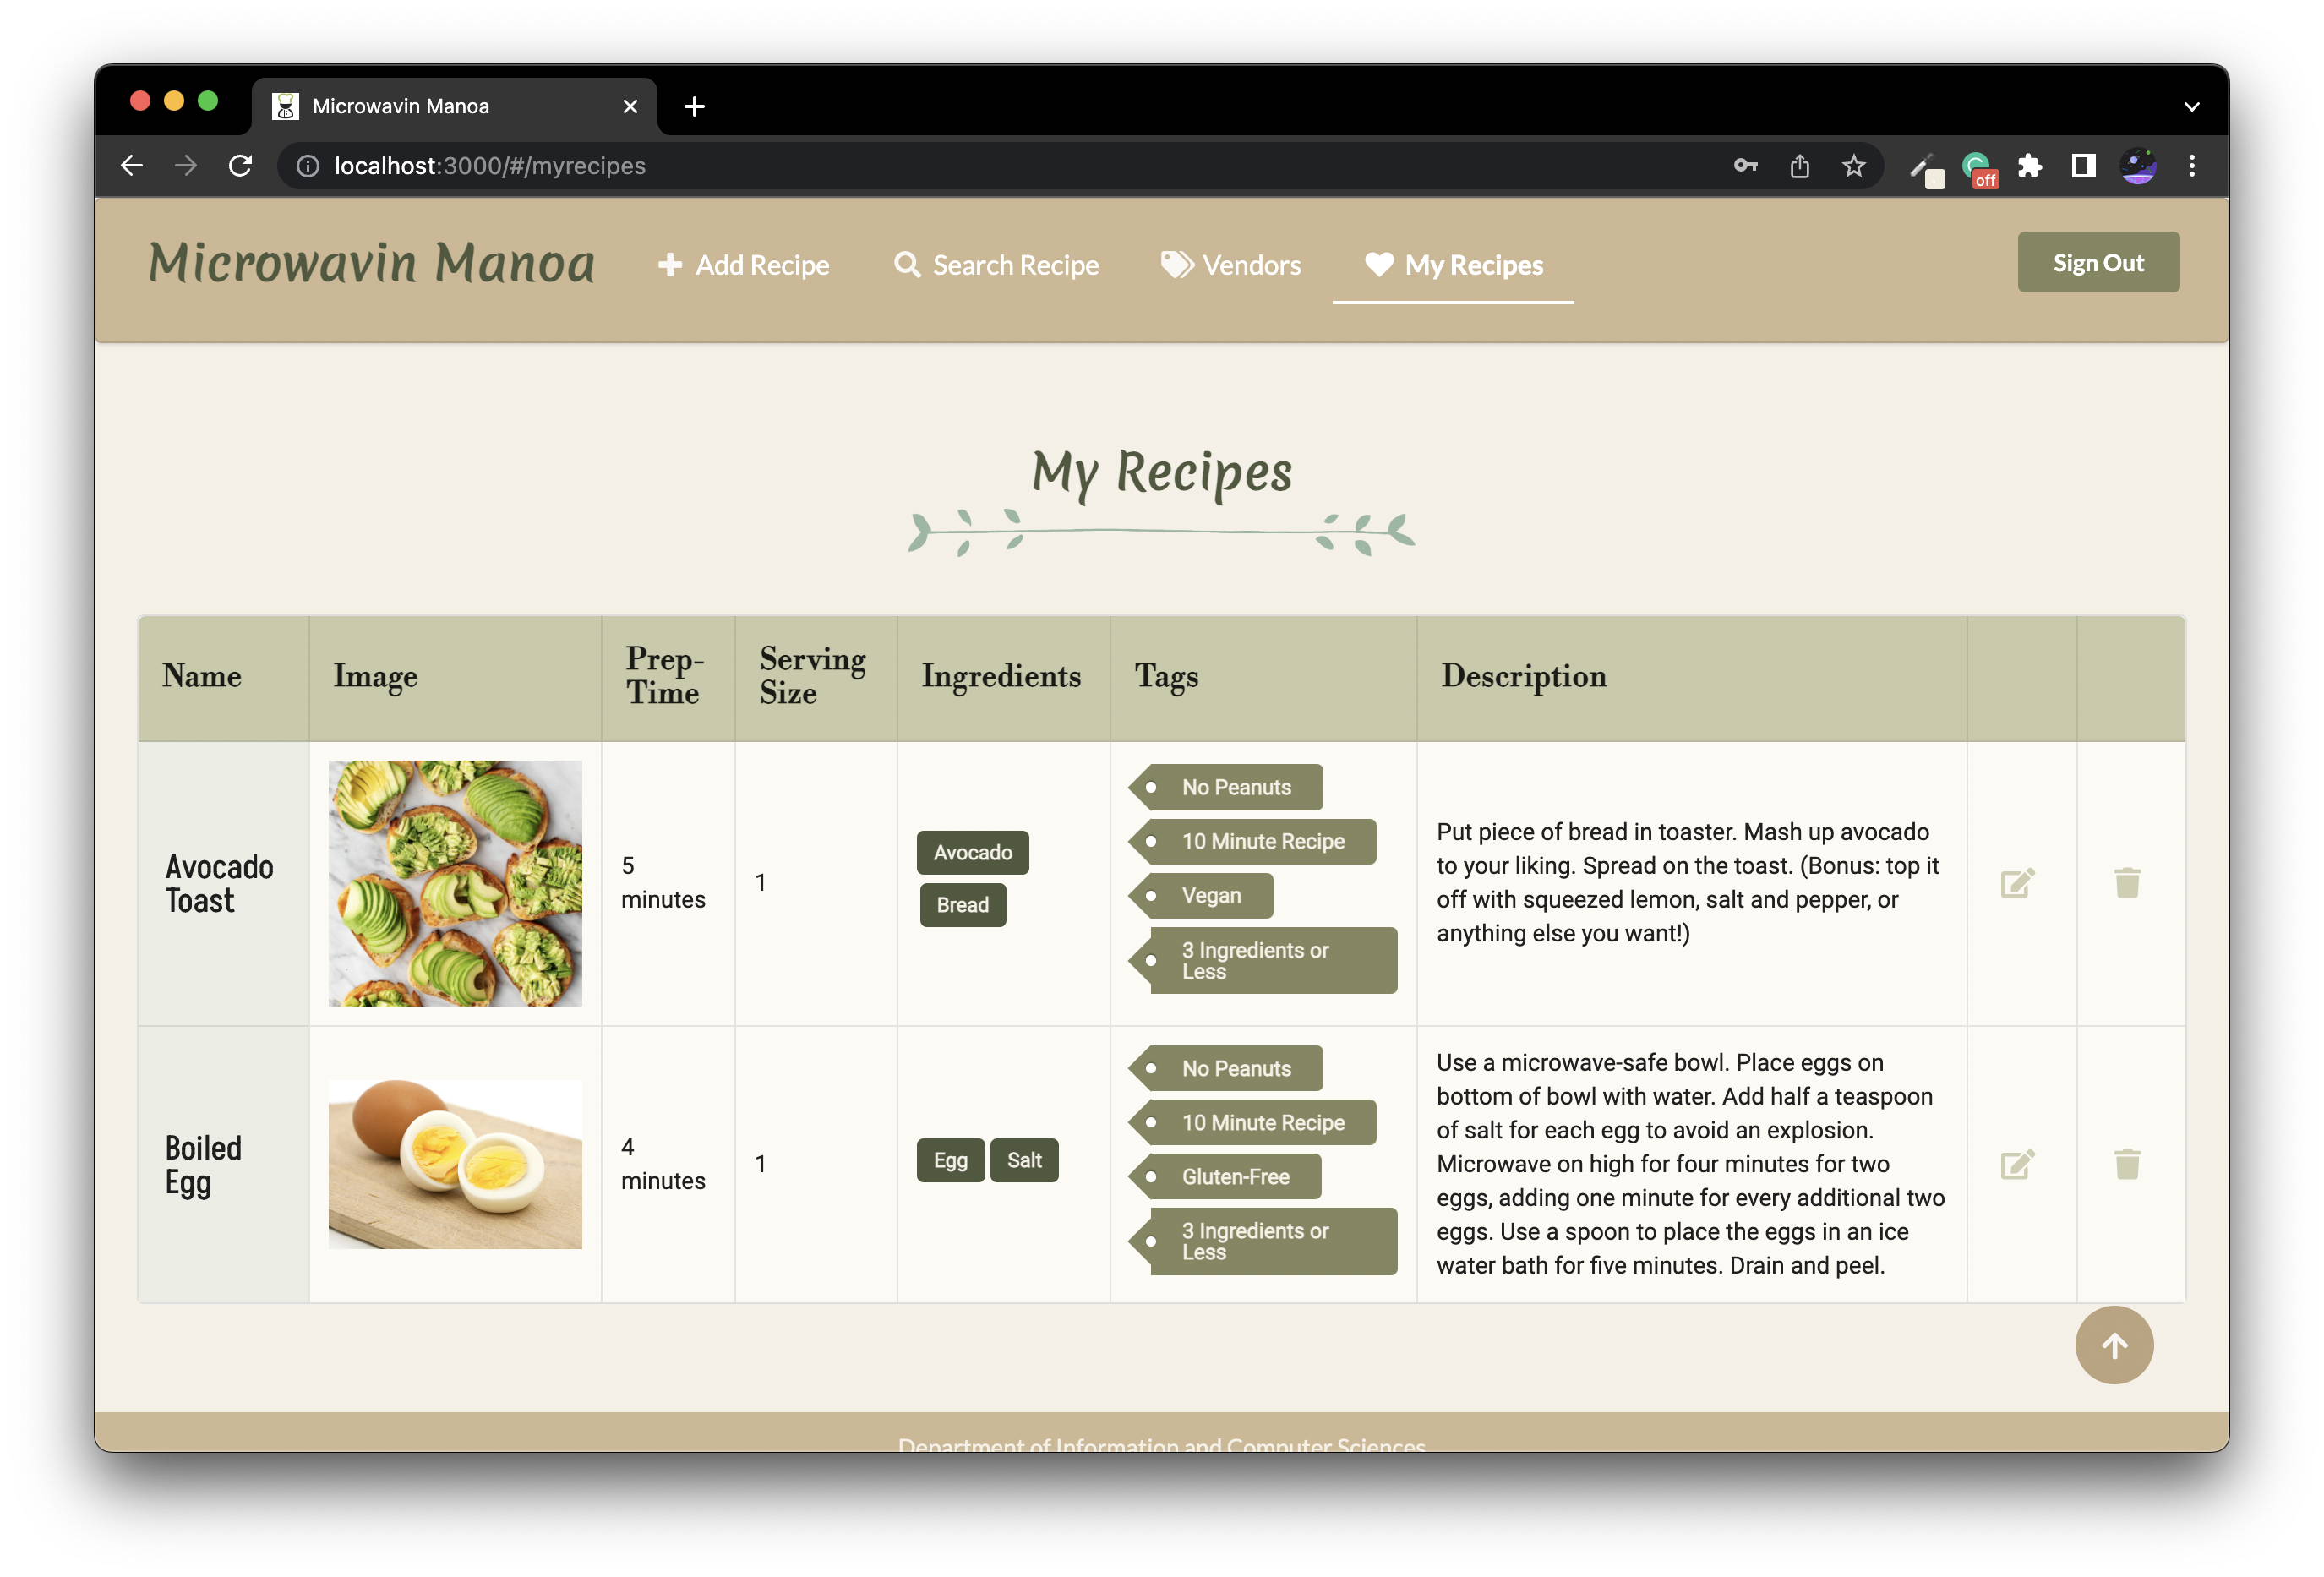 Microwavin Manoa
localhost:3000/#/myrecipes
off
Microwavin Manoa
Add Recipe
Search Recipe
Vendors
My Recipes
Sign Out
My Recipes
Name
Image
Prep-
Time
Serving
Size
Ingredients
Tags
Description
Avocado
Toast
5
minutes
1
Avocado
Bread
No Peanuts
10 Minute Recipe
Vegan
3 Ingredients or
Less
Put piece of bread in toaster. Mash up avocado
to your liking. Spread on the toast. (Bonus: top it
off with squeezed lemon, salt and pepper, or
anything else you want!)
Boiled
Egg
4
minutes
1
Egg
Salt
No Peanuts
10 Minute Recipe
Gluten-Free
3 Ingredients or
Less
Use a microwave-safe bowl. Place eggs on
bottom of bowl with water. Add half a teaspoon
of salt for each egg to avoid an explosion.
Microwave on high for four minutes for two
eggs, adding one minute for every additional two
eggs. Use a spoon to place the eggs in an ice
water bath for five minutes. Drain and peel.
Department of Information and Computer Sciences